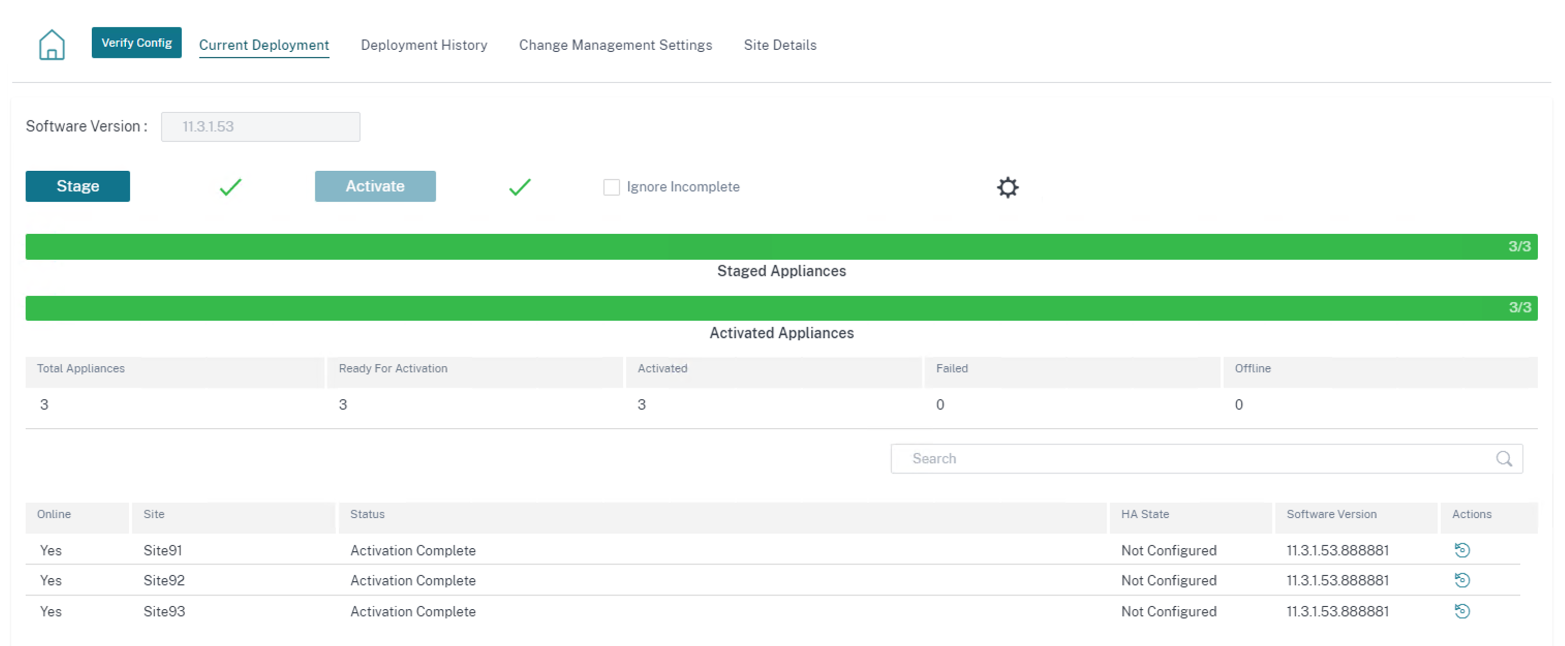 Verify Config Current Deployment Deployment History Change Management Settings Site Details
Software Version : 11.3.1.53
Stage Activate Ignore Incomplete
3/3
Staged Appliances
3/3
Activated Appliances
Total Appliances Ready For Activation Activated Failed Offline
3 3 3 0 0
Search
Online Site Status HA State Software Version Actions
Yes Site91 Activation Complete Not Configured 11.3.1.53.888881
Yes Site92 Activation Complete Not Configured 11.3.1.53.888881
Yes Site93 Activation Complete Not Configured 11.3.1.53.888881